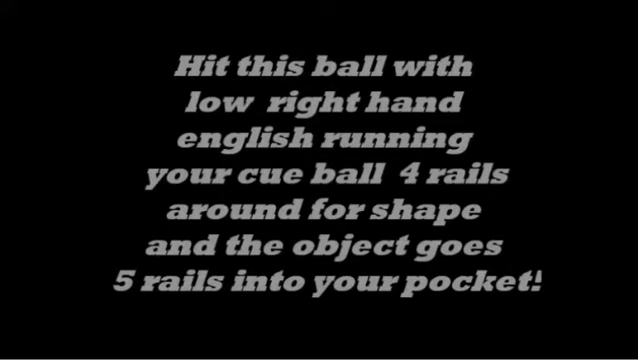 Hit this ball with
low right hand
english running
your cue ball 4 rails
around for shape
and the object goes
5 rails into your pocket!